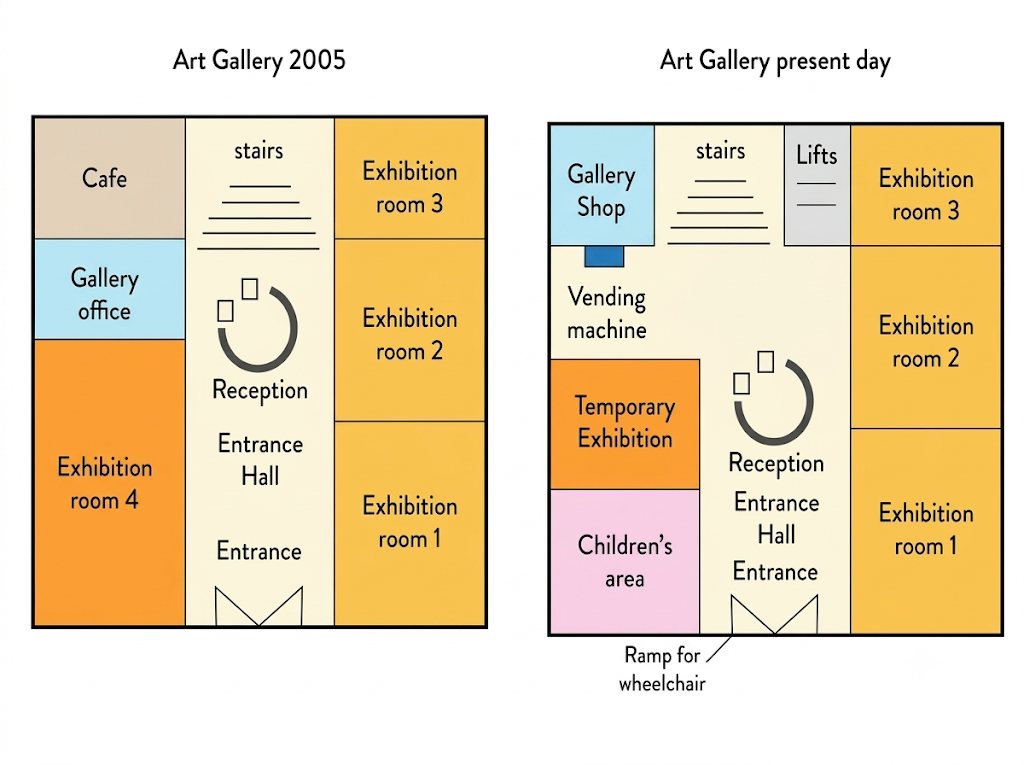 Art Gallery 2005
Cafe
stairs
Exhibition
room 3
Gallery
office
Exhibition
room 2
Reception
Entrance
Hall
Exhibition
room 4
Exhibition
room 1
Entrance
Art Gallery present day
Gallery
Shop
stairs
Lifts
Exhibition
room 3
Vending
machine
Exhibition
room 2
Temporary
Exhibition
Reception
Entrance
Hall
Exhibition
room 1
Children's
area
Entrance
Ramp for
wheelchair